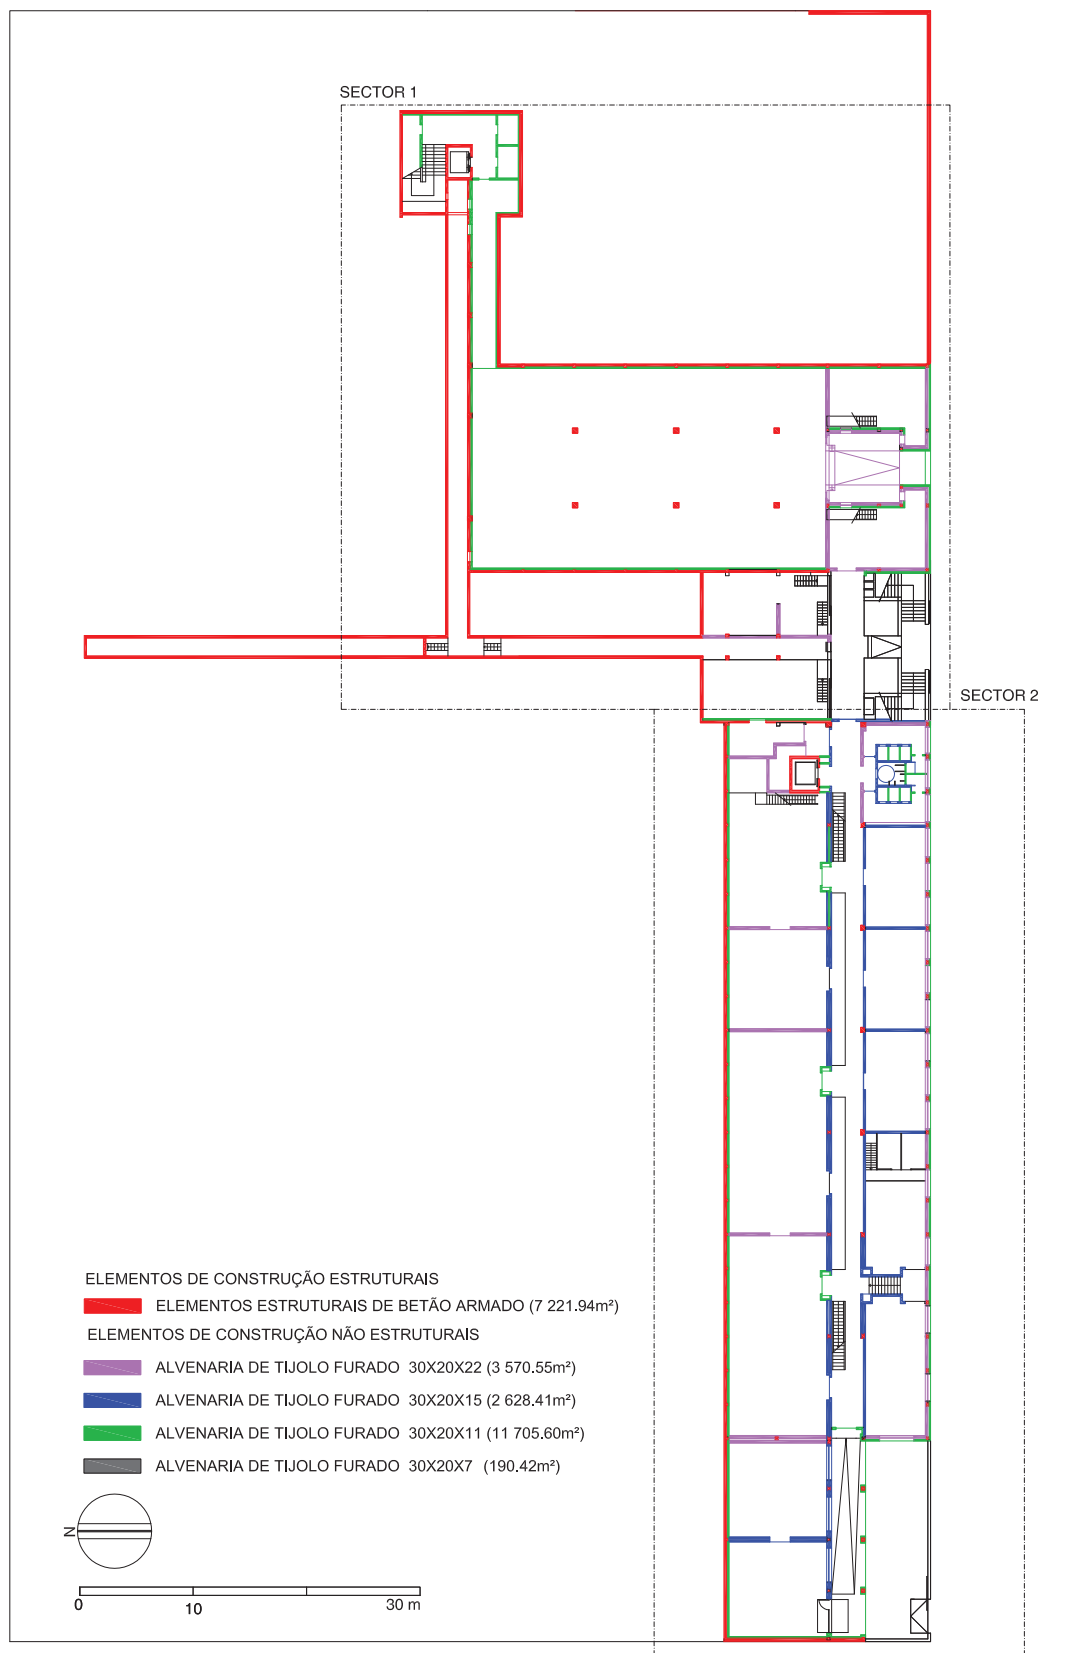 SECTOR 1
SECTOR 2
ELEMENTOS DE CONSTRUÇÃO ESTRUTURAIS
ELEMENTOS ESTRUTURAIS DE BETÃO ARMADO (7 221.94m²)
ELEMENTOS DE CONSTRUÇÃO NÃO ESTRUTURAIS
ALVENARIA DE TIJOLO FURADO 30X20X22 (3 570.55m²)
ALVENARIA DE TIJOLO FURADO 30X20X15 (2 628.41m²)
ALVENARIA DE TIJOLO FURADO 30X20X11 (11 705.60m²)
ALVENARIA DE TIJOLO FURADO 30X20X7 (190.42m²)
N
0 10 30 m